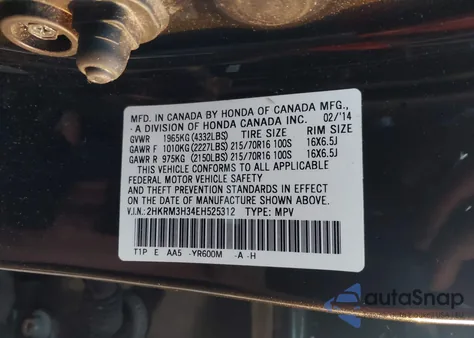 MFD. IN CANADA BY HONDA OF CANADA MFG.,
A DIVISION OF HONDA CANADA INC. 02/'14
GVWR 1965KG (4332LBS) TIRE SIZE RIM SIZE
GAWR F 1010KG (2227LBS) 215/70R16 100S 16X6.5J
GAWR R 975KG (2150LBS) 215/70R16 100S 16X6.5J
THIS VEHICLE CONFORMS TO ALL APPLICABLE
FEDERAL MOTOR VEHICLE SAFETY
AND THEFT PREVENTION STANDARDS IN EFFECT
ON THE DATE OF MANUFACTURE SHOWN ABOVE.
V.I.N.: 2HKRM3H34EH525312 TYPE: MPV
T1P E AA5 -YR600M -A -H
autoSnap